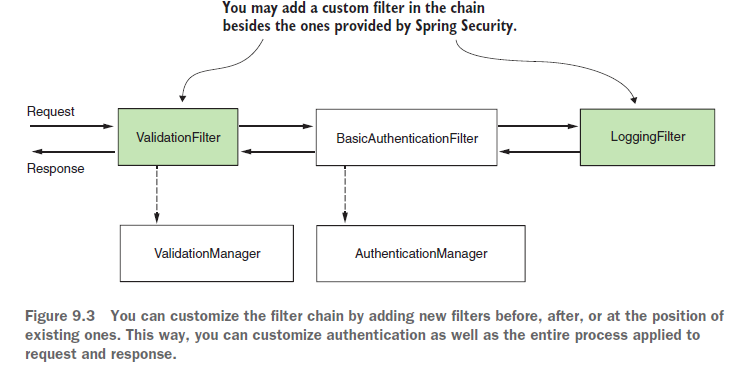 You may add a custom filter in the chain
besides the ones provided by Spring Security.
Request
ValidationFilter
BasicAuthenticationFilter
LoggingFilter
Response
ValidationManager
AuthenticationManager
Figure 9.3 You can customize the filter chain by adding new filters before, after, or at the position of
existing ones. This way, you can customize authentication as well as the entire process applied to
request and response.